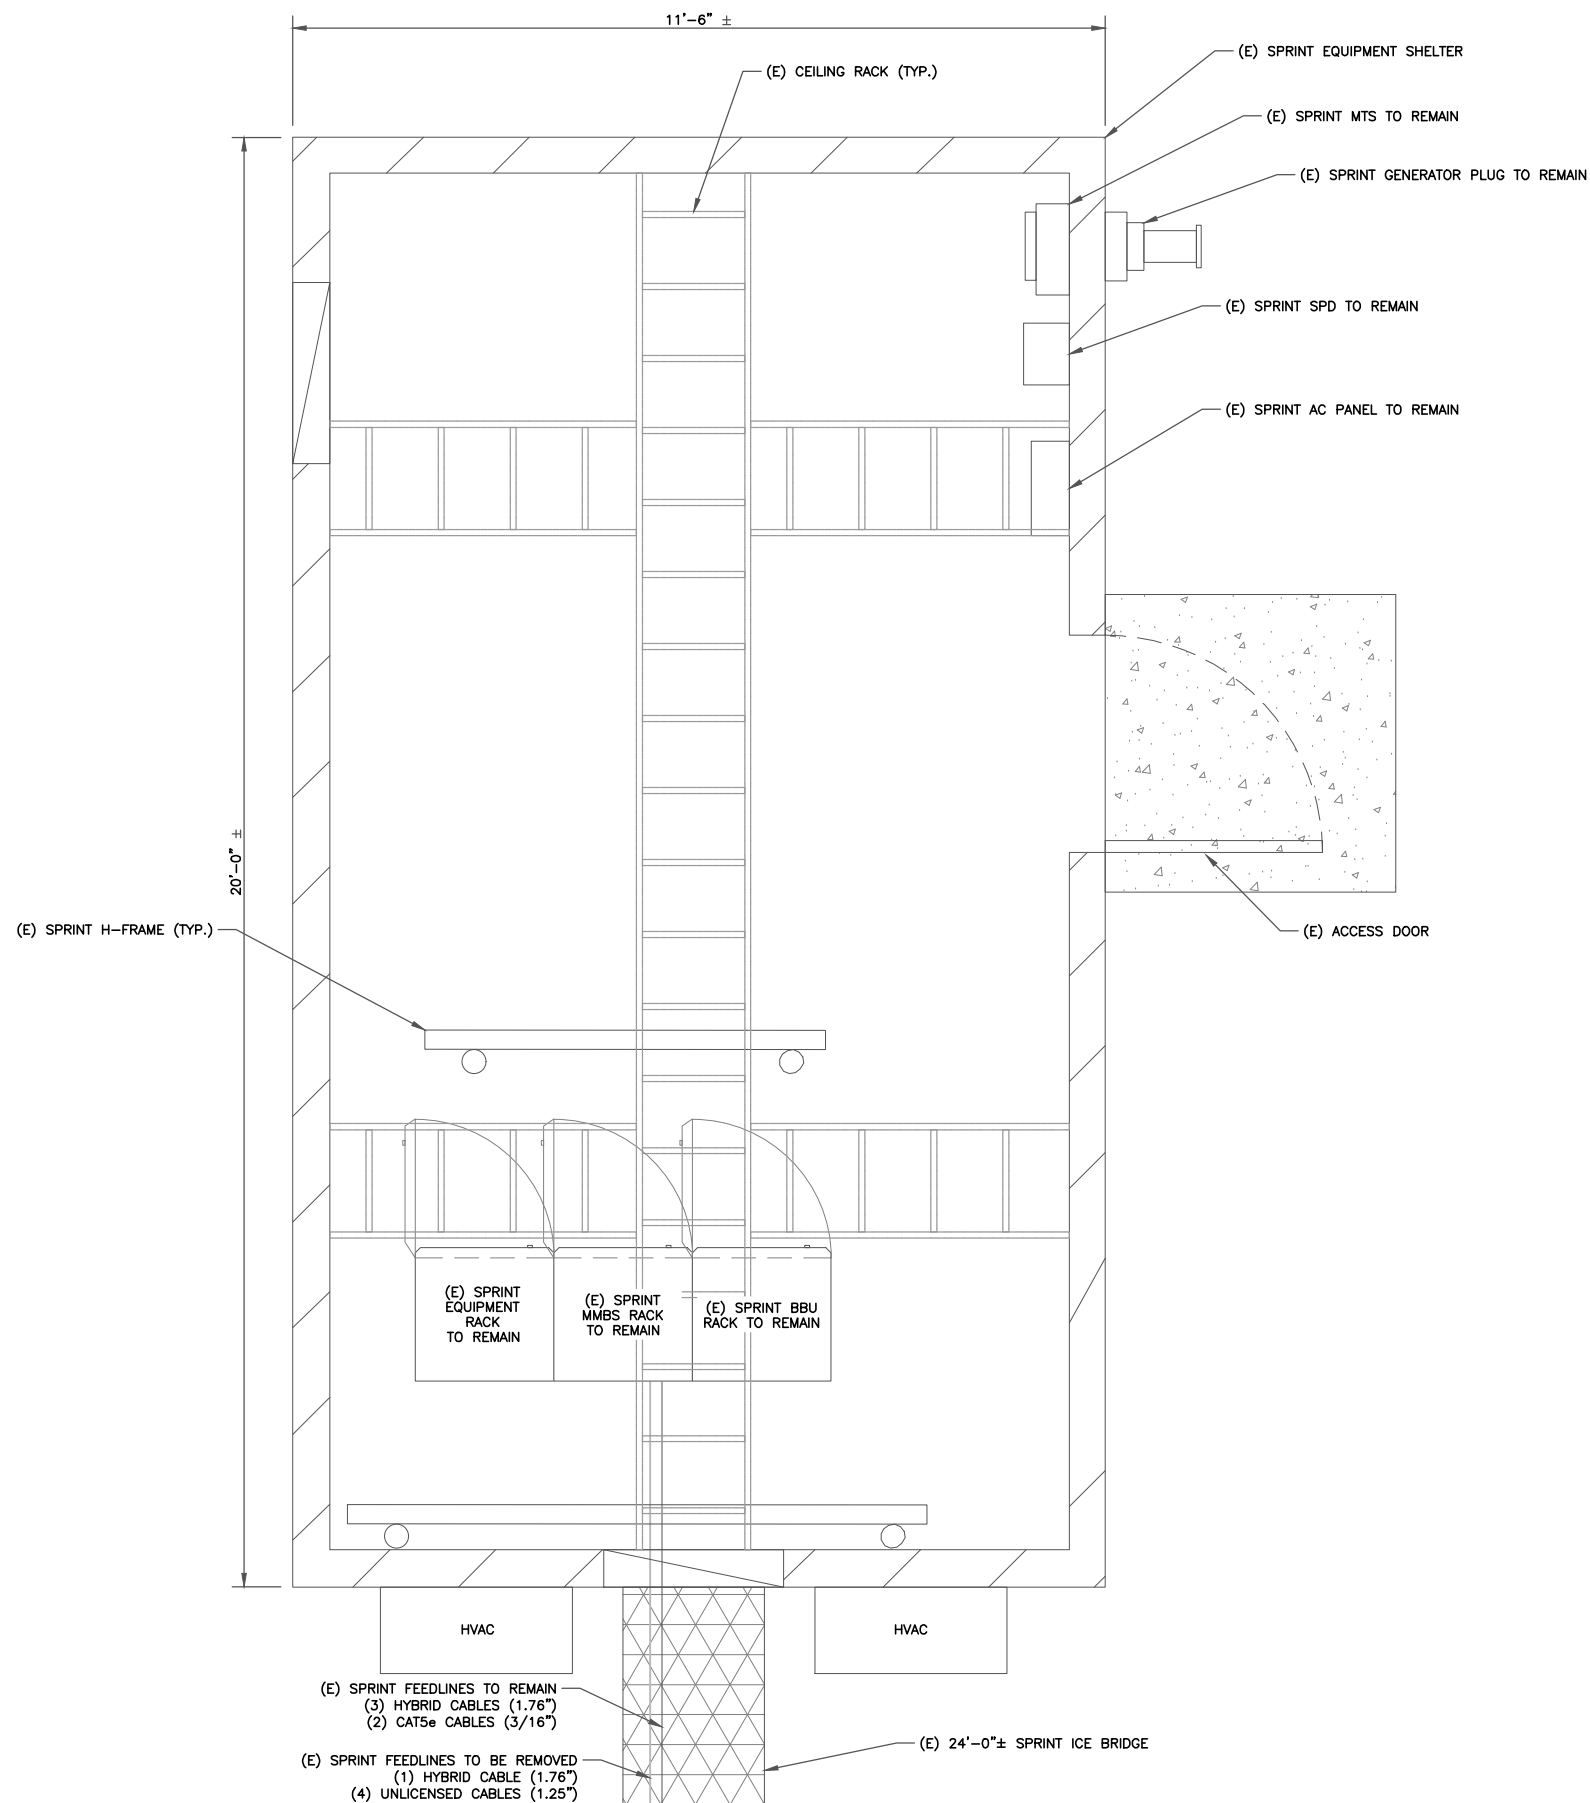 11'-6" ±
(E) SPRINT EQUIPMENT SHELTER
(E) CEILING RACK (TYP.)
(E) SPRINT MTS TO REMAIN
(E) SPRINT GENERATOR PLUG TO REMAIN
(E) SPRINT SPD TO REMAIN
(E) SPRINT AC PANEL TO REMAIN
20'-0" ±
(E) SPRINT H-FRAME (TYP.)
(E) ACCESS DOOR
(E) SPRINT
EQUIPMENT
RACK
TO REMAIN
(E) SPRINT
MMBS RACK
TO REMAIN
(E) SPRINT BBU
RACK TO REMAIN
HVAC
HVAC
(E) SPRINT FEEDLINES TO REMAIN
(3) HYBRID CABLES (1.76")
(2) CAT5e CABLES (3/16")
(E) 24'-0"± SPRINT ICE BRIDGE
(E) SPRINT FEEDLINES TO BE REMOVED
(1) HYBRID CABLE (1.76")
(4) UNLICENSED CABLES (1.25")